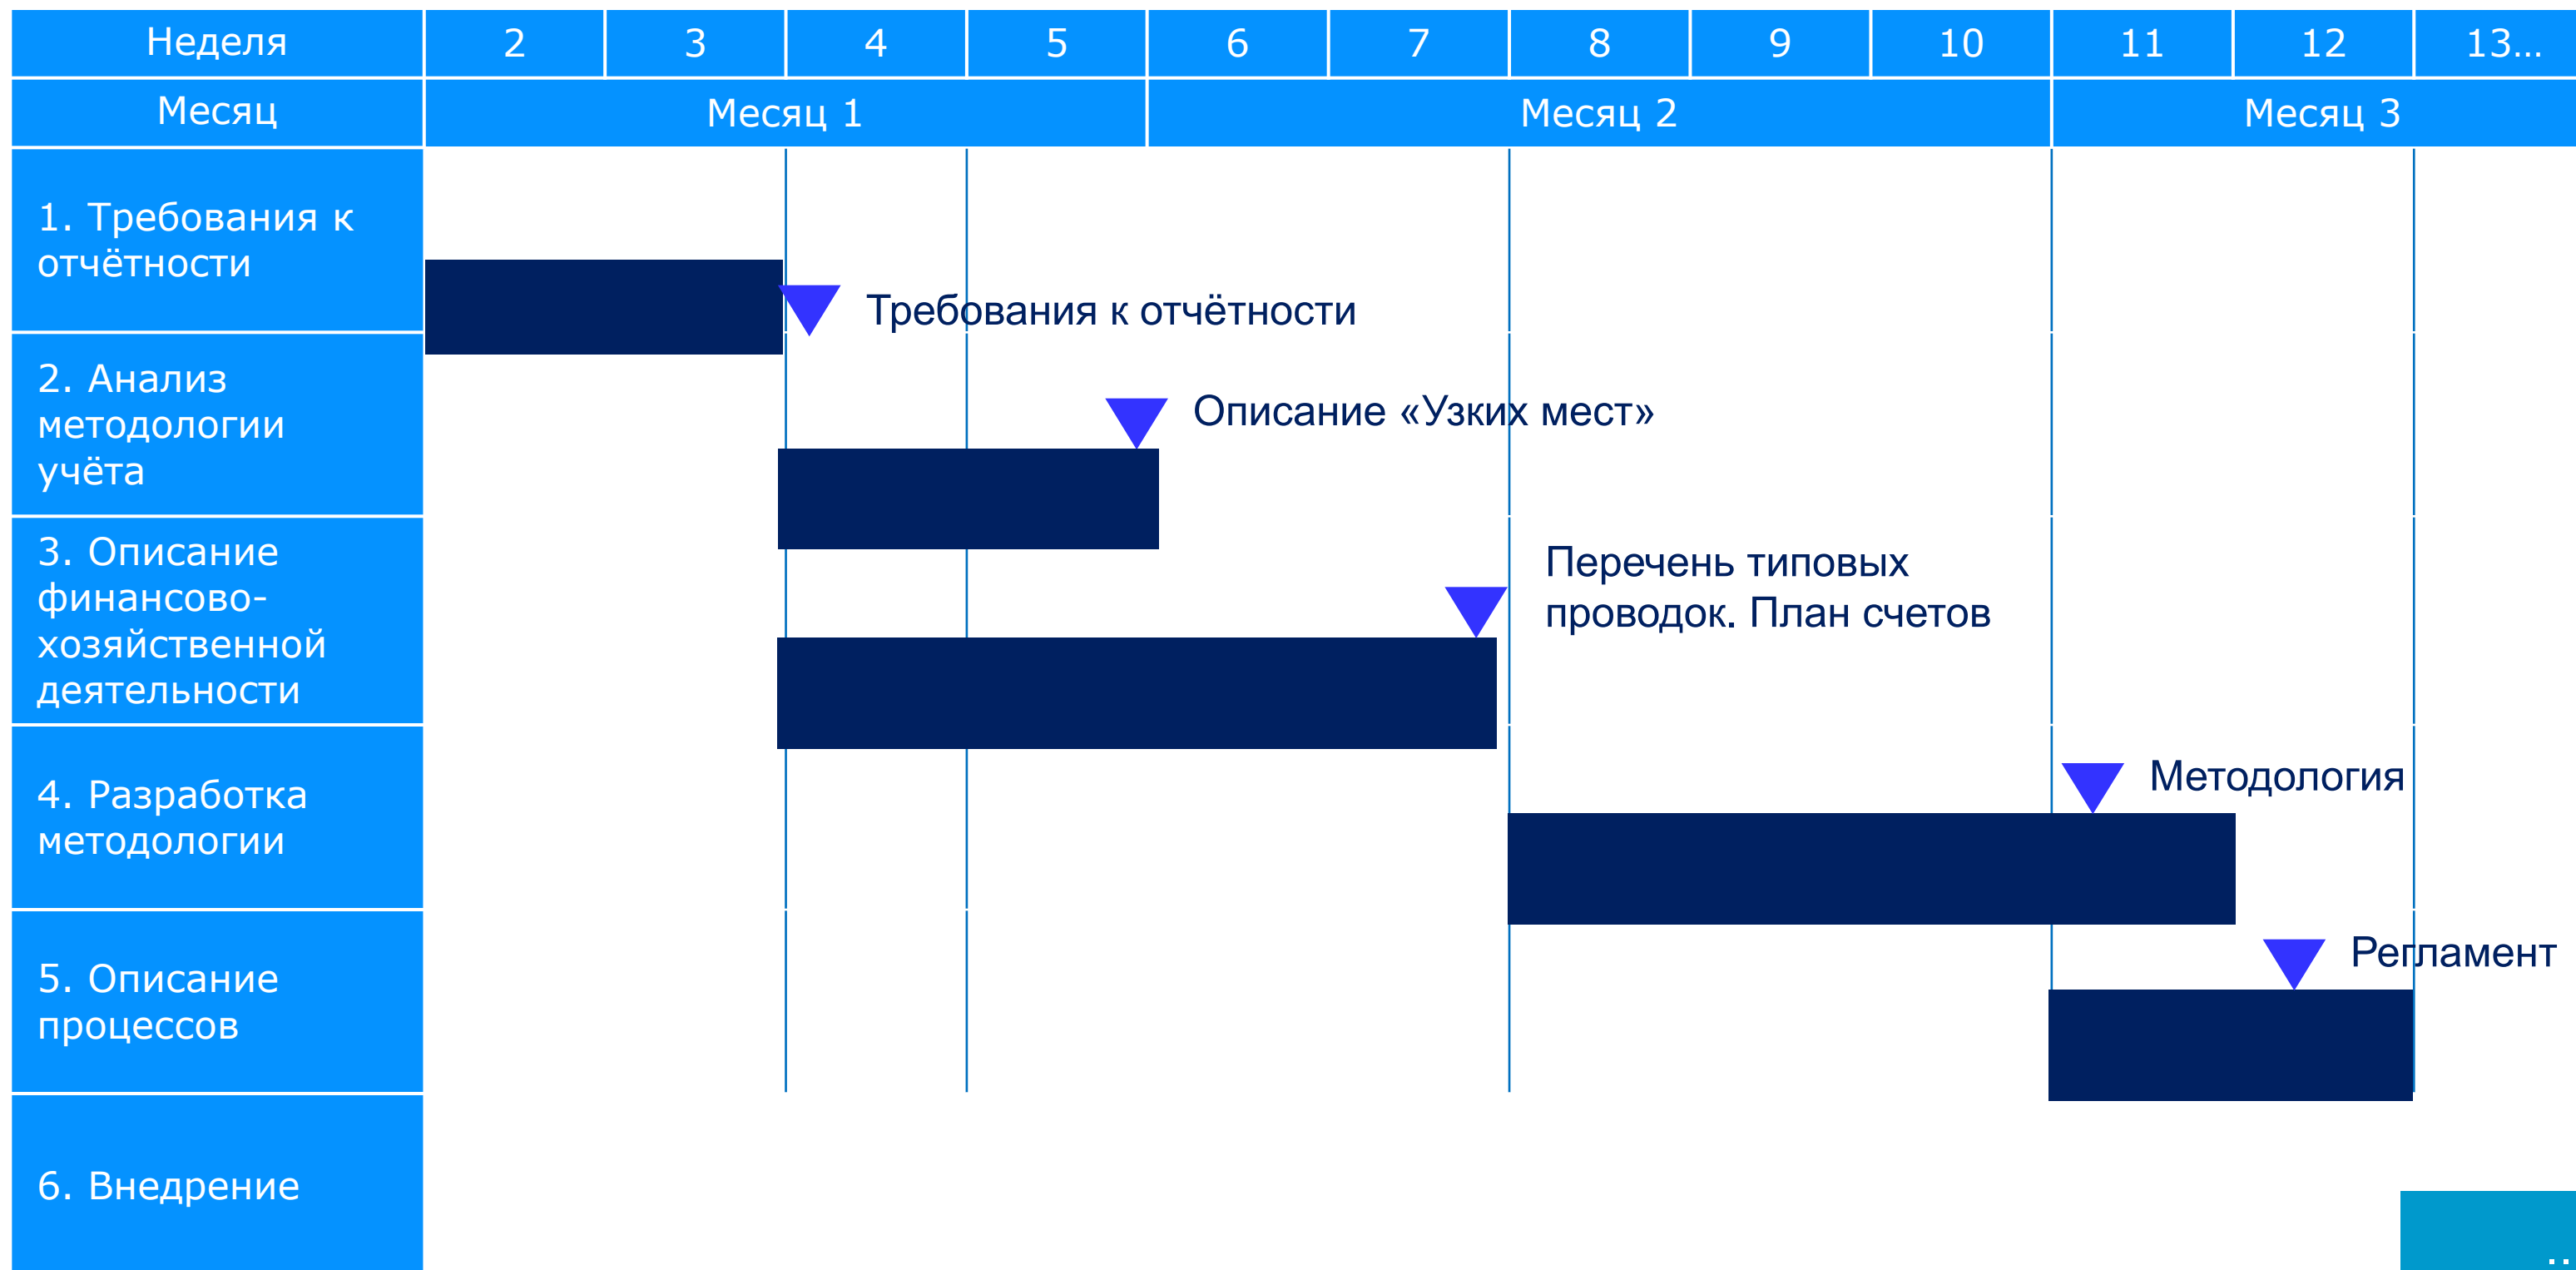 Неделя 2 3 4 5 6 7 8 9 10 11 12 13...
Месяц Месяц 1 Месяц 2 Месяц 3
1. Требования к
отчётности
Требования к отчётности
2. Анализ
методологии
учёта
Описание «Узких мест»
3. Описание
финансово-
хозяйственной
деятельности
Перечень типовых
проводок. План счетов
4. Разработка
методологии
Методология
5. Описание
процессов
Регламент
6. Внедрение
..